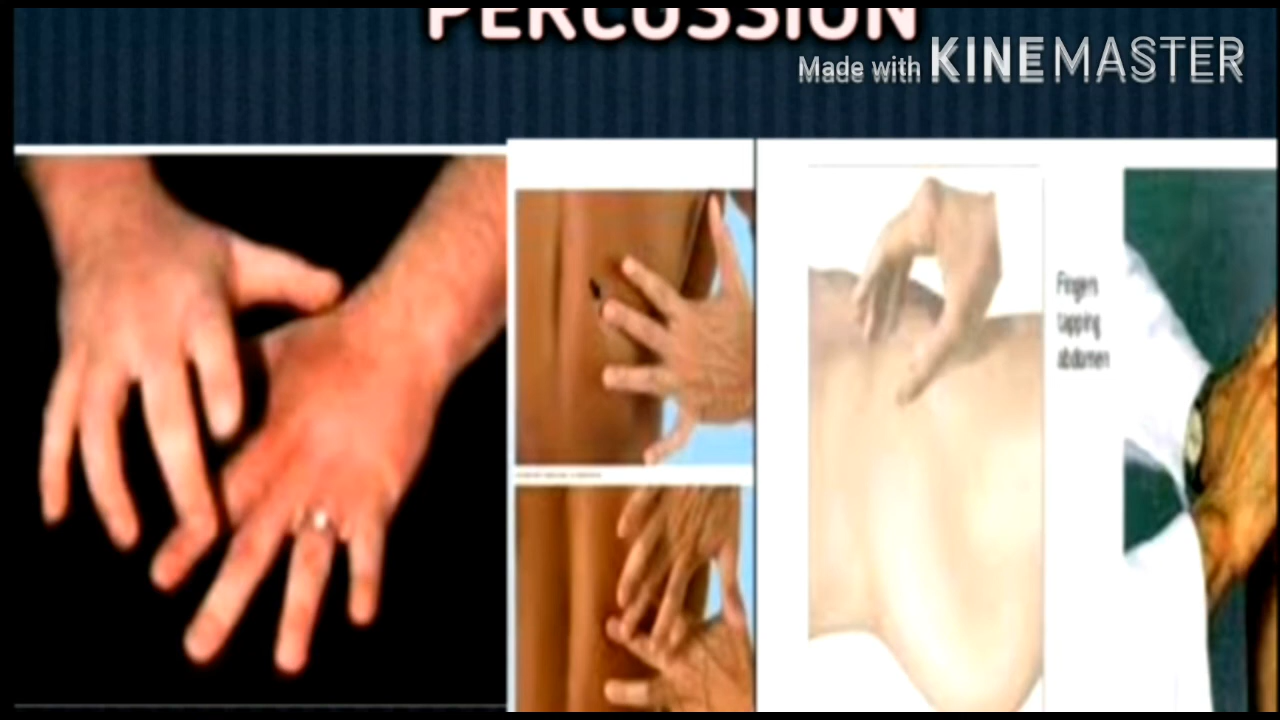 PERCUSSION
Made with KINEMASTER
Fingers
tapping
abdomen